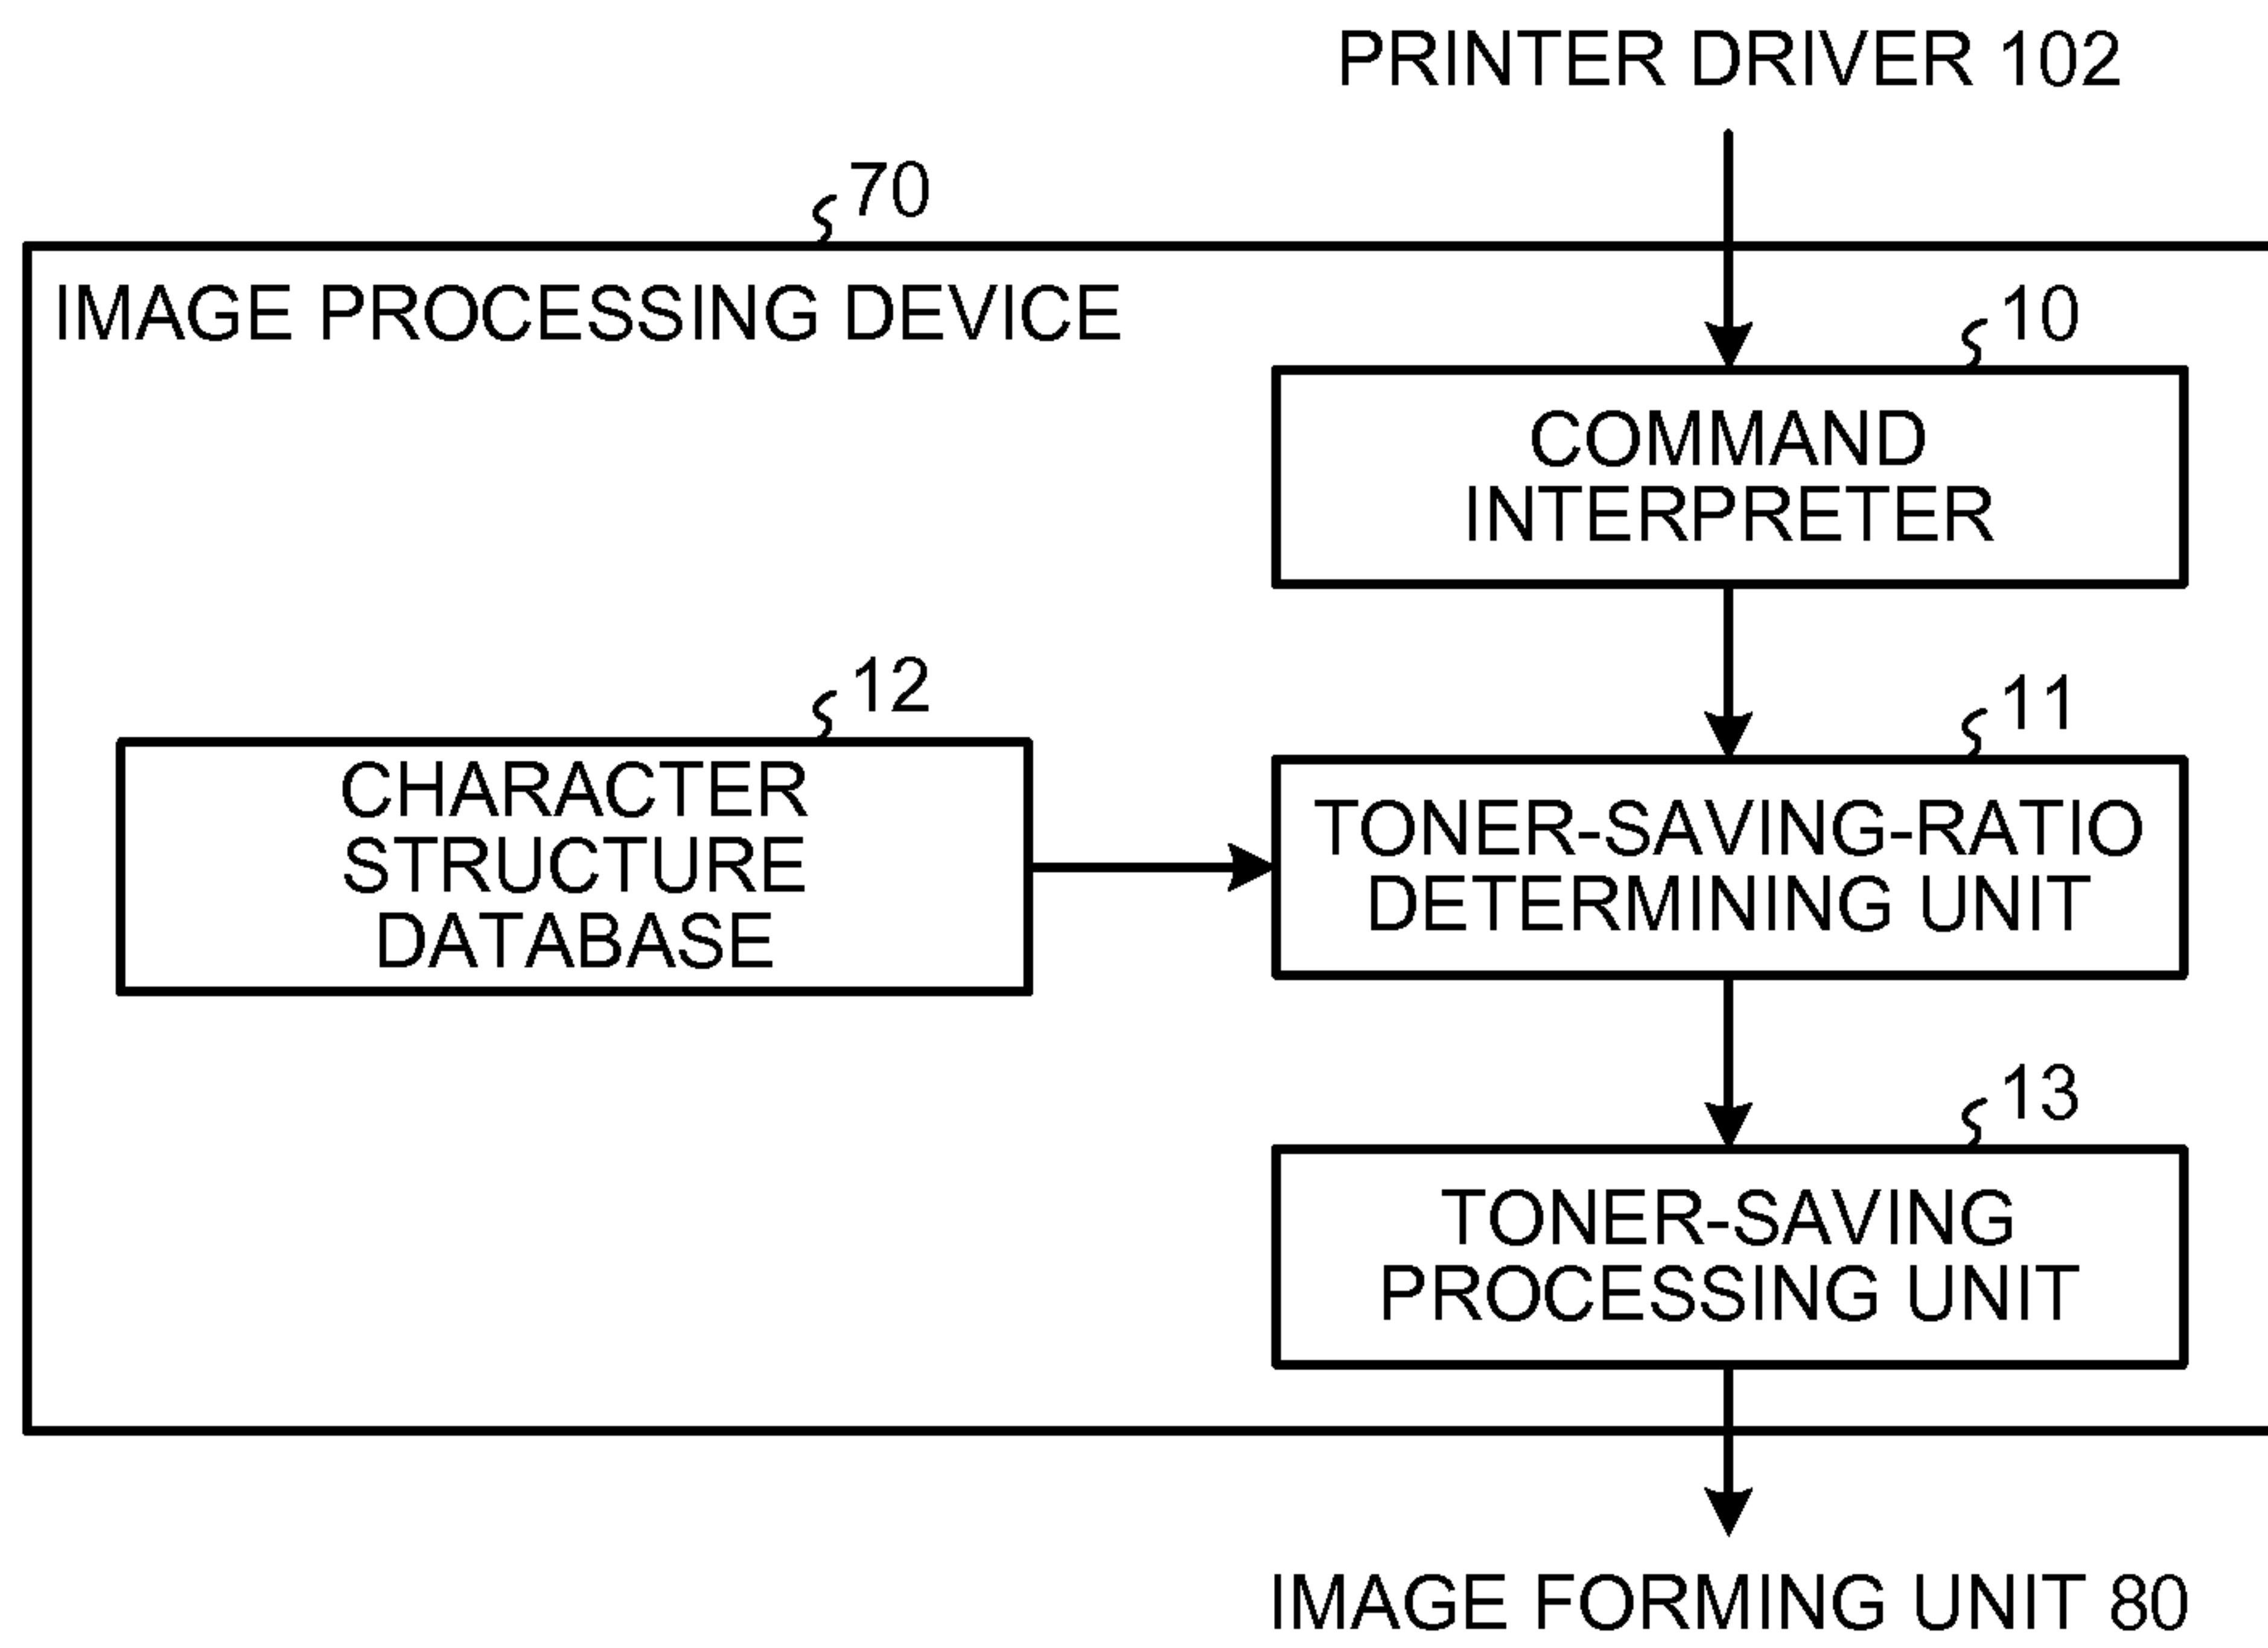 PRINTER DRIVER 102
70
IMAGE PROCESSING DEVICE
10
COMMAND
INTERPRETER
12
CHARACTER
STRUCTURE
DATABASE
11
TONER-SAVING-RATIO
DETERMINING UNIT
13
TONER-SAVING
PROCESSING UNIT
IMAGE FORMING UNIT 80